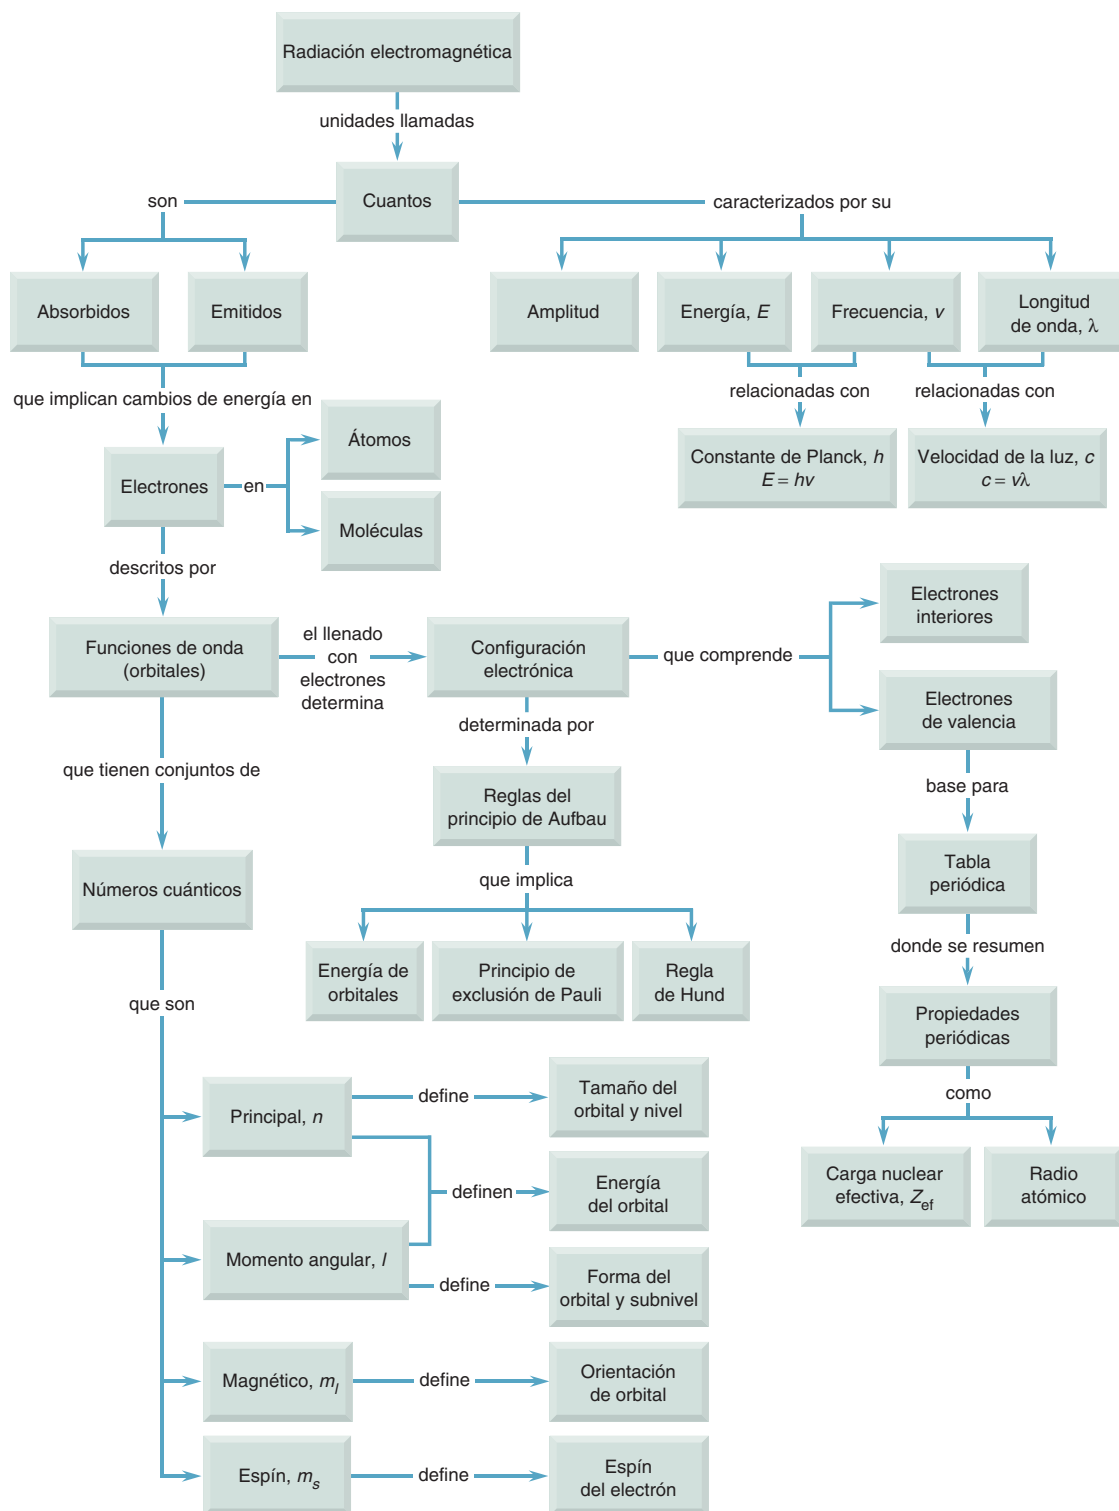 Radiación electromagnética
unidades llamadas
son
Cuantos
caracterizados por su
Absorbidos
Emitidos
Amplitud
Energía, E
Frecuencia, ν
Longitud
de onda, λ
que implican cambios de energía en
relacionadas con
relacionadas con
Electrones
en
Átomos
Moléculas
Constante de Planck, h
E = hν
Velocidad de la luz, c
c = νλ
descritos por
Funciones de onda
(orbitales)
el llenado
con
electrones
determina
Configuración
electrónica
que comprende
Electrones
interiores
Electrones
de valencia
que tienen conjuntos de
determinada por
base para
Reglas del
principio de Aufbau
Tabla
periódica
Números cuánticos
que implica
donde se resumen
Energía de
orbitales
Principio de
exclusión de Pauli
Regla
de Hund
Propiedades
periódicas
que son
como
Carga nuclear
efectiva, Zef
Radio
atómico
Principal, n
define
Tamaño del
orbital y nivel
definen
Energía
del orbital
Momento angular, l
define
Forma del
orbital y subnivel
Magnético, ml
define
Orientación
de orbital
Espín, ms
define
Espín
del electrón